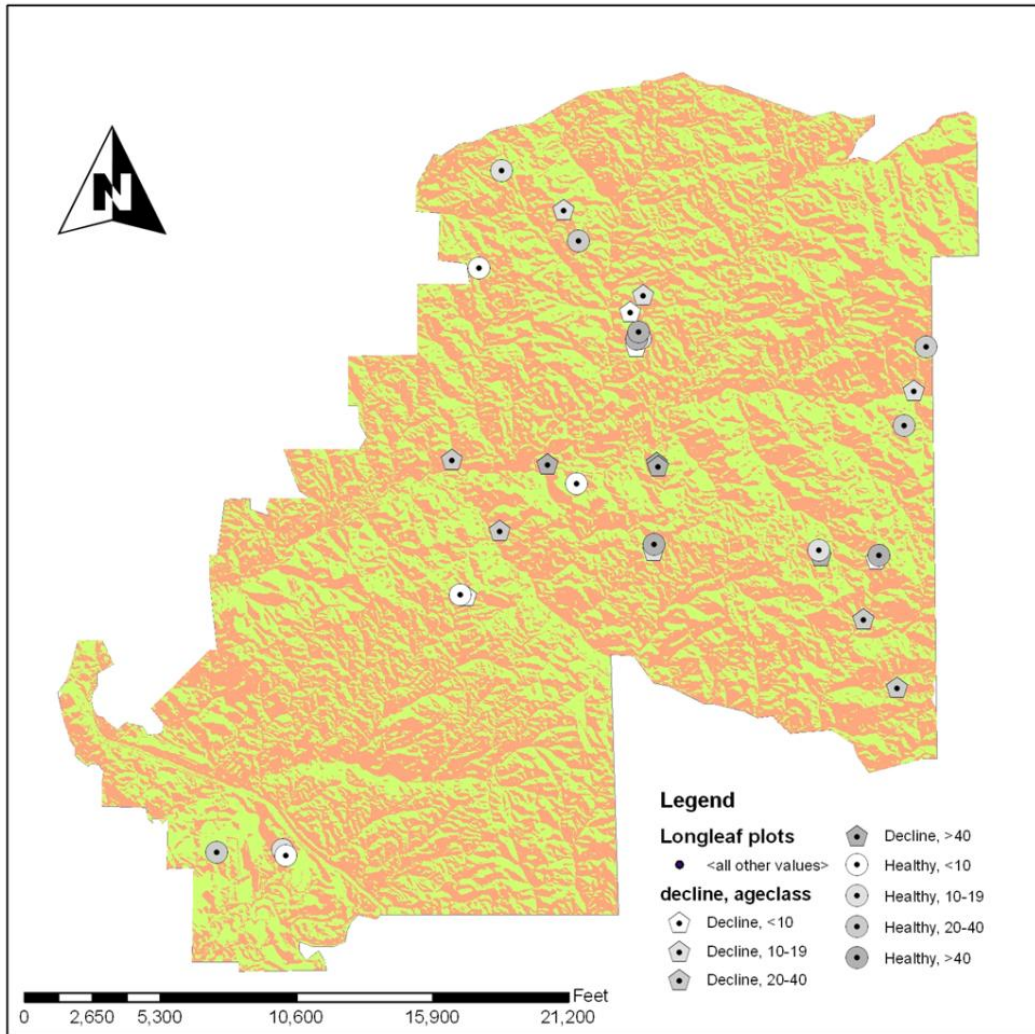 N
Legend
Longleaf plots
<all other values>
decline, ageclass
Decline, <10
Decline, 10-19
Decline, 20-40
Decline, >40
Healthy, <10
Healthy, 10-19
Healthy, 20-40
Healthy, >40
Feet
0 2,650 5,300 10,600 15,900 21,200